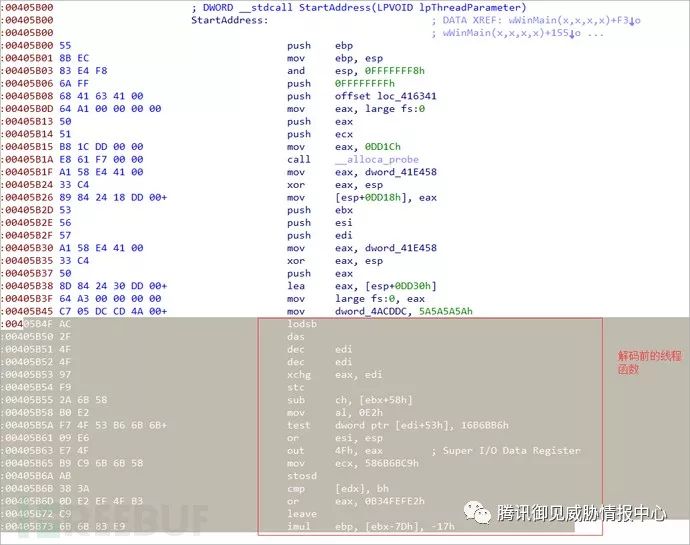 :00405B00 ; DWORD __stdcall StartAddress(LPVOID lpThreadParameter)
:00405B00 StartAddress: ; DATA XREF: wWinMain(x,x,x,x)+F3↓o
:00405B00 ; wWinMain(x,x,x,x)+155↓o ...
:00405B00 55 push ebp
:00405B01 8B EC mov ebp, esp
:00405B03 83 E4 F8 and esp, 0FFFFFFF8h
:00405B06 6A FF push 0FFFFFFFFh
:00405B08 68 41 63 41 00 push offset loc_416341
:00405B0D 64 A1 00 00 00 00 mov eax, large fs:0
:00405B13 50 push eax
:00405B14 51 push ecx
:00405B15 B8 1C DD 00 00 mov eax, 0DD1Ch
:00405B1A E8 61 F7 00 00 call __alloca_probe
:00405B1F A1 58 E4 41 00 mov eax, dword_41E458
:00405B24 33 C4 xor eax, esp
:00405B26 89 84 24 18 DD 00+ mov [esp+0DD18h], eax
:00405B2D 53 push ebx
:00405B2E 56 push esi
:00405B2F 57 push edi
:00405B30 A1 58 E4 41 00 mov eax, dword_41E458
:00405B35 33 C4 xor eax, esp
:00405B37 50 push eax
:00405B38 8D 84 24 30 DD 00+ lea eax, [esp+0DD30h]
:00405B3F 64 A3 00 00 00 00 mov large fs:0, eax
:00405B45 C7 05 DC CD 4A 00+ mov dword_4ACDDC, 5A5A5A5Ah
:00405B4F AC lodsb
:00405B50 2F das
:00405B51 4F dec edi
:00405B52 4F dec edi
:00405B53 97 xchg eax, edi
:00405B54 F9 stc
:00405B55 2A 6B 58 sub ch, [ebx+58h]
:00405B58 B0 E2 mov al, 0E2h
:00405B5A F7 4F 53 B6 6B 6B+ test dword ptr [edi+53h], 16B6BB6h
:00405B61 09 E6 or esi, esp
:00405B63 E7 4F out 4Fh, eax ; Super I/O Data Register
:00405B65 B9 C9 6B 6B 58 mov ecx, 586B6BC9h
:00405B6A AB stosd
:00405B6B 38 3A cmp [edx], bh
:00405B6D 0D E2 EF 4F B3 or eax, 0B34FEFE2h
:00405B72 C9 leave
:00405B73 6B 6B 83 E9 imul ebp, [ebx-7Dh], -17h
解码前的线程
函数
REEBUF
腾讯御见威胁情报中心